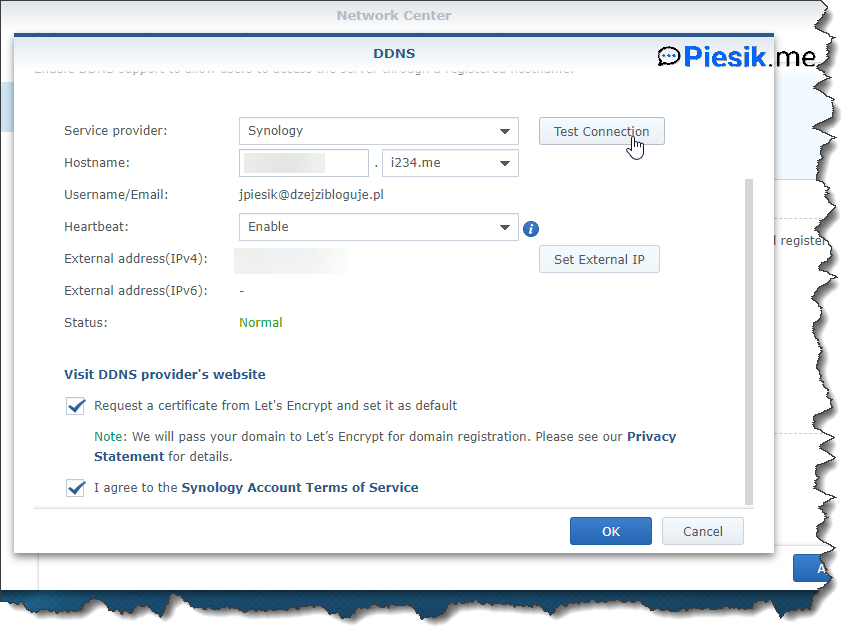 Network Center
DDNS
Piesik.me
Enable DDNS support to allow users to access the server through a registered hostname.
Service provider: Synology Test Connection
Hostname: . i234.me
Username/Email: jpiesik@dzejzibloguje.pl
Heartbeat: Enable i
d register
External address(IPv4): Set External IP
External address(IPv6): -
Status: Normal
Visit DDNS provider's website
Request a certificate from Let's Encrypt and set it as default
Note: We will pass your domain to Let’s Encrypt for domain registration. Please see our Privacy
Statement for details.
I agree to the Synology Account Terms of Service
OK Cancel
A